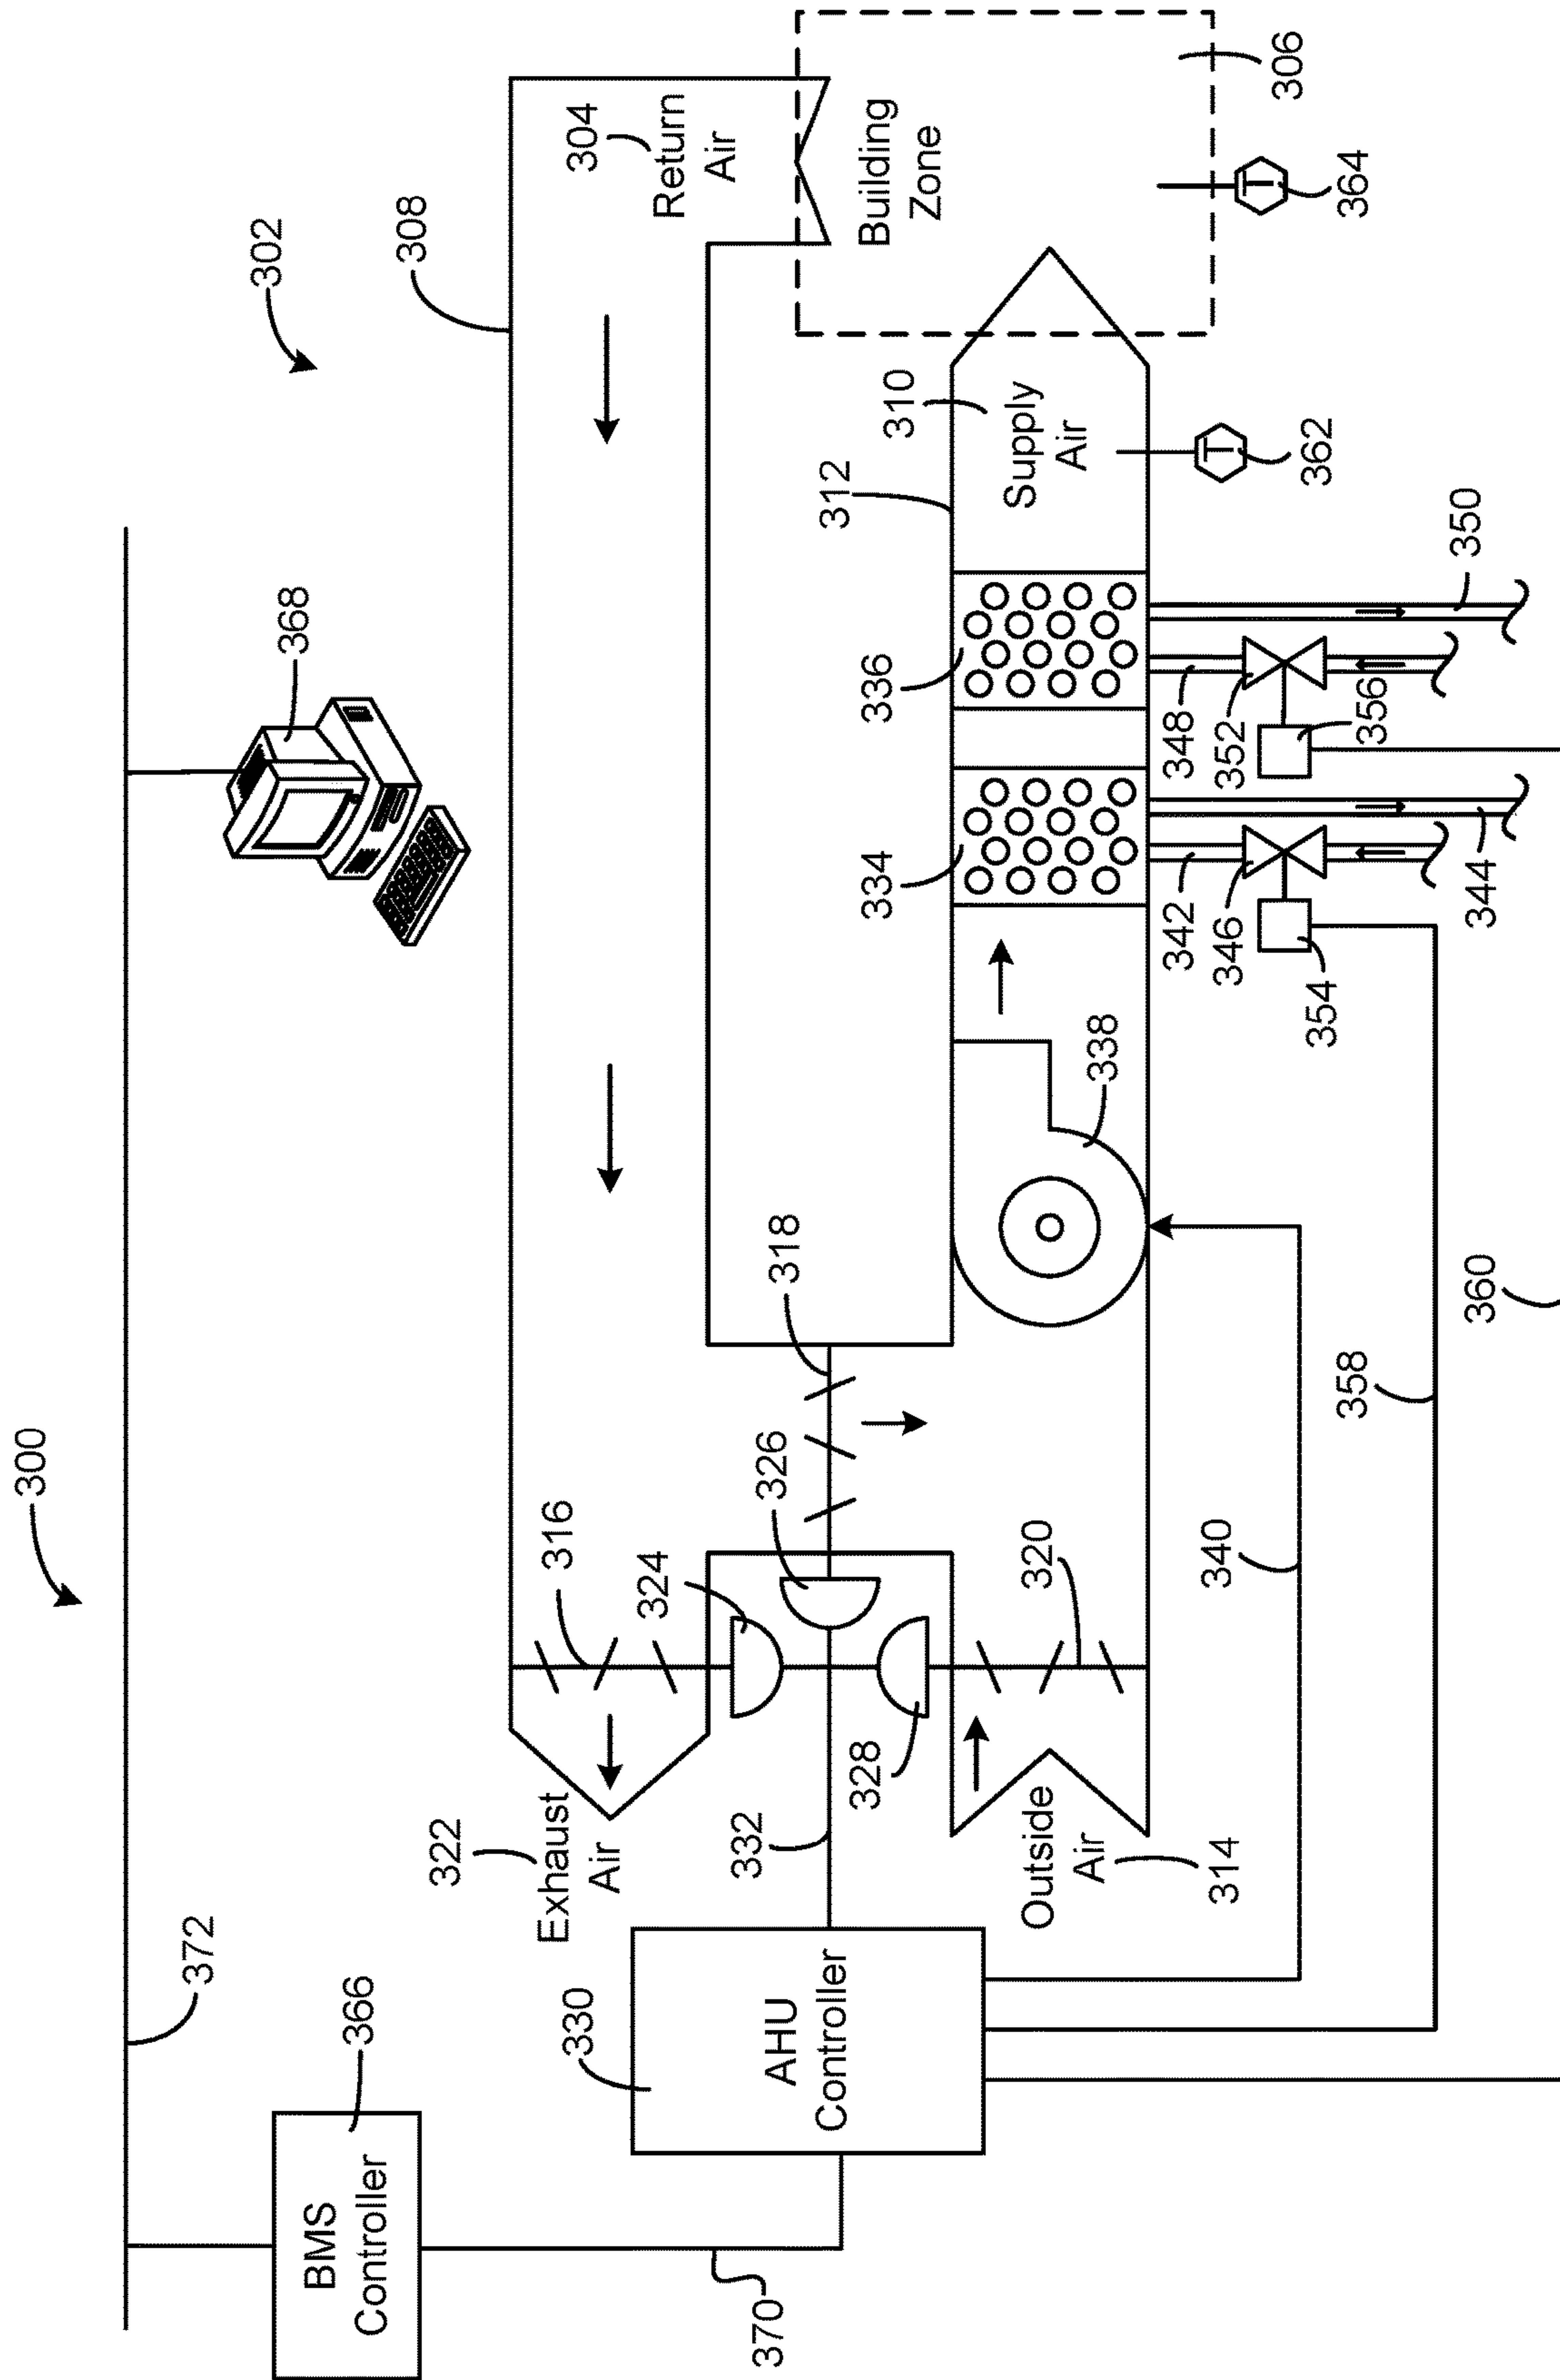 300
372
BMS
Controller
366
370
368
302
308
304
Return
Air
Building
Zone
306
364
322
Exhaust
Air
316
324
326
318
332
328
330
AHU
Controller
Outside
Air
314
320
338
334
336
312
310
Supply
Air
362
342
346
354
344
348
352
356
350
340
358
360
T
T